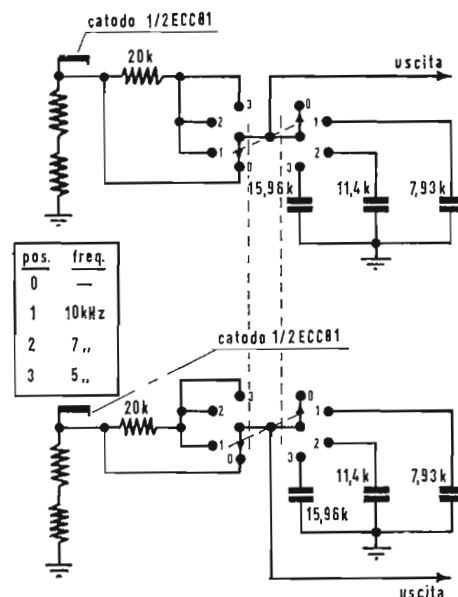 catodo 1/2ECC81
20k
uscita
3
0
2
1
1
2
0
3
15,96k
11,4k
7,93k
pos. freq.
0 —
1 10kHz
2 7 „
3 5 „
catodo 1/2ECC81
20k
3
0
2
1
1
2
0
3
11,4k
7,93k
15,96k
uscita